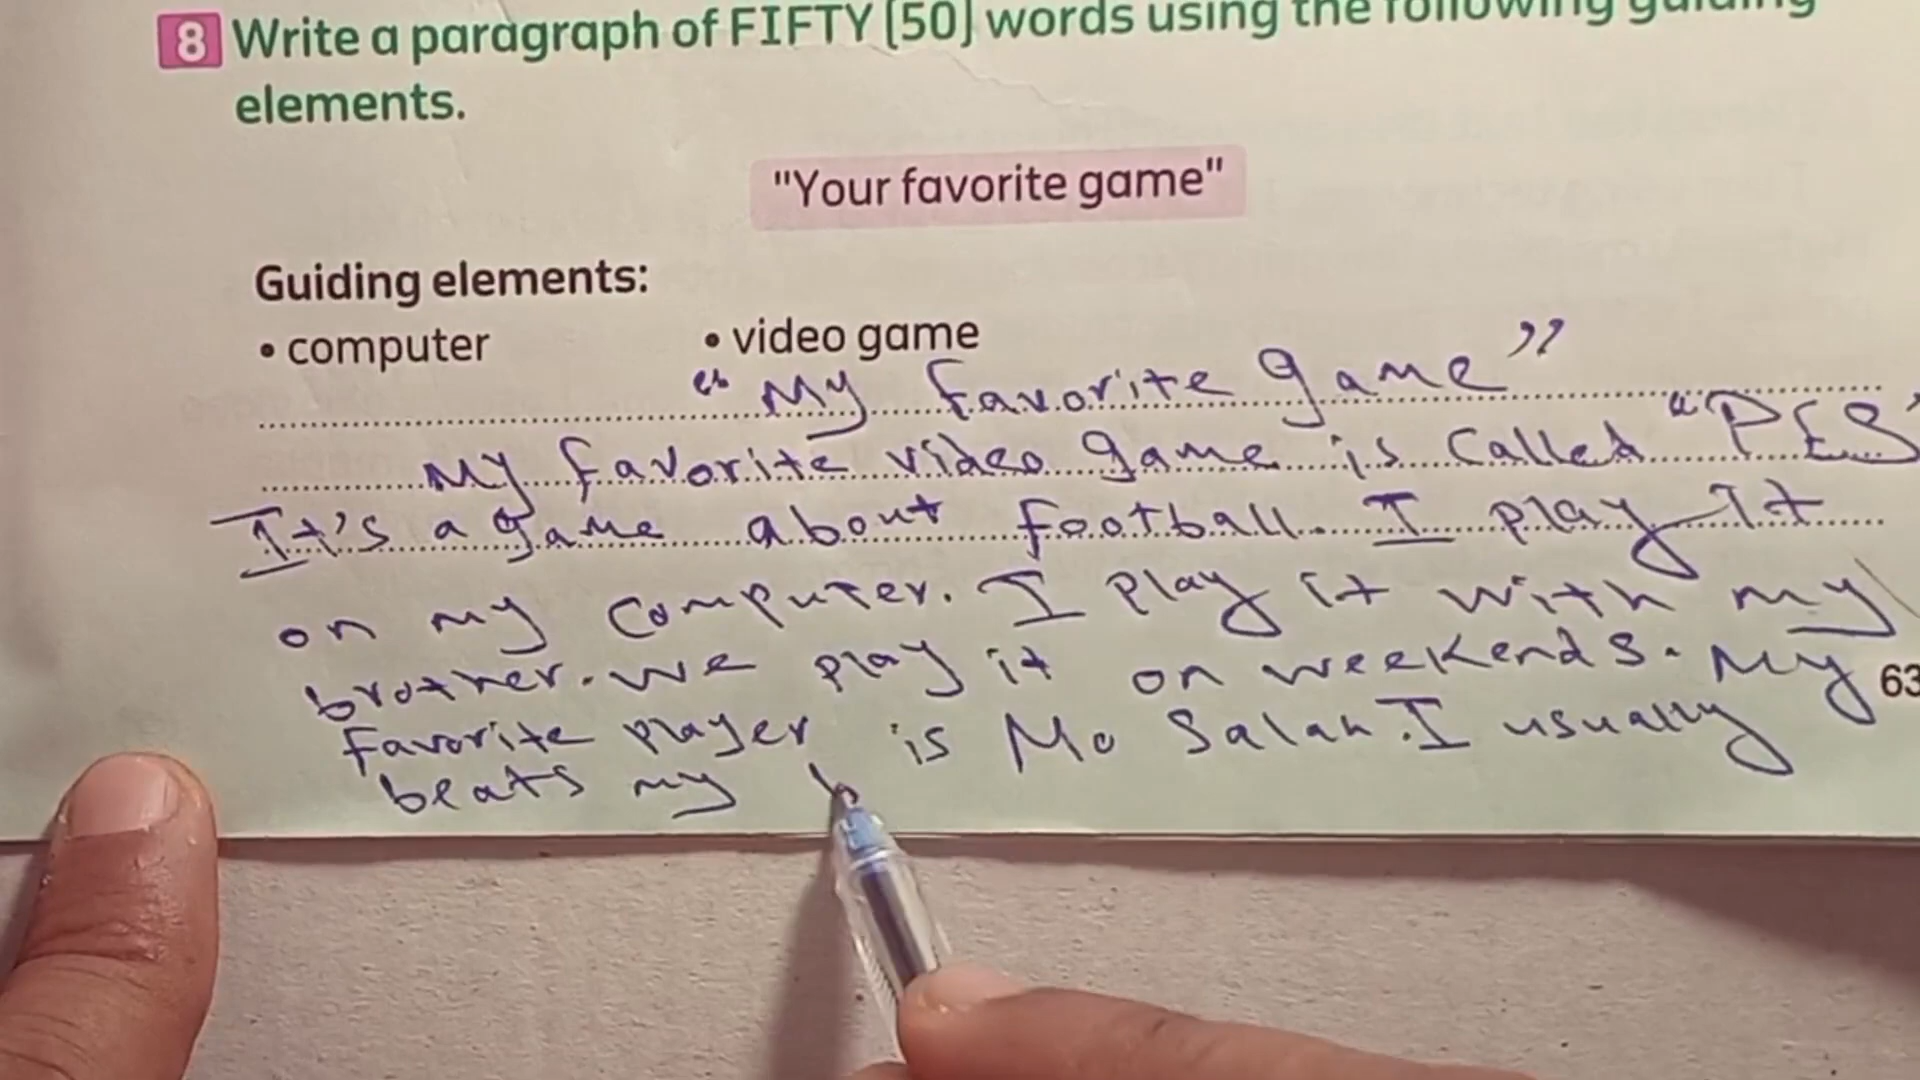 8 Write a paragraph of FIFTY (50) words using the following guiding
elements.
"Your favorite game"
Guiding elements:
• computer • video game
"My favorite game"
My favorite video game is called "PES"
It's a game about football. I play It
on my computer. I play it with my
brother. we play it on weekends. My
63
favorite player is Mo Salah. I usually
beats my b